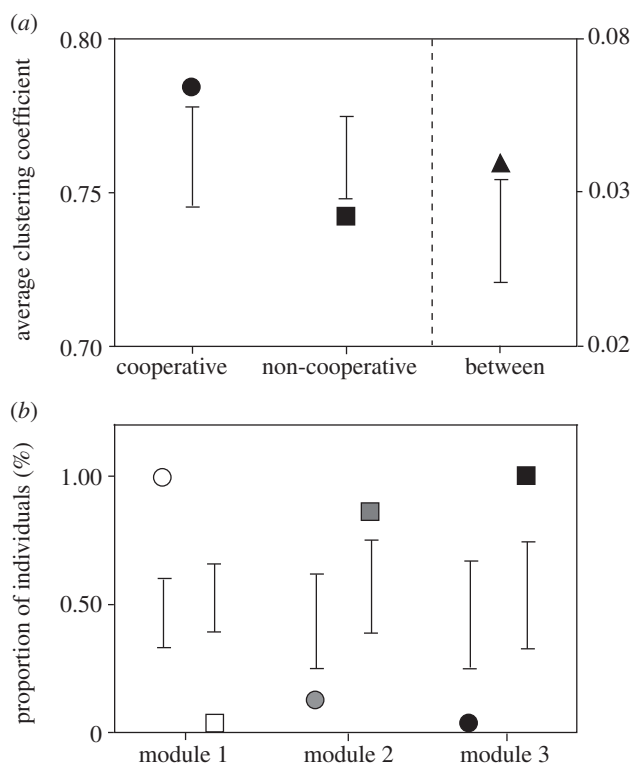 (a)
0.80
0.08
average clustering coefficient
0.75
0.03
0.70
0.02
cooperative non-cooperative between
(b)
proportion of individuals (%)
1.00
0.50
0
module 1 module 2 module 3